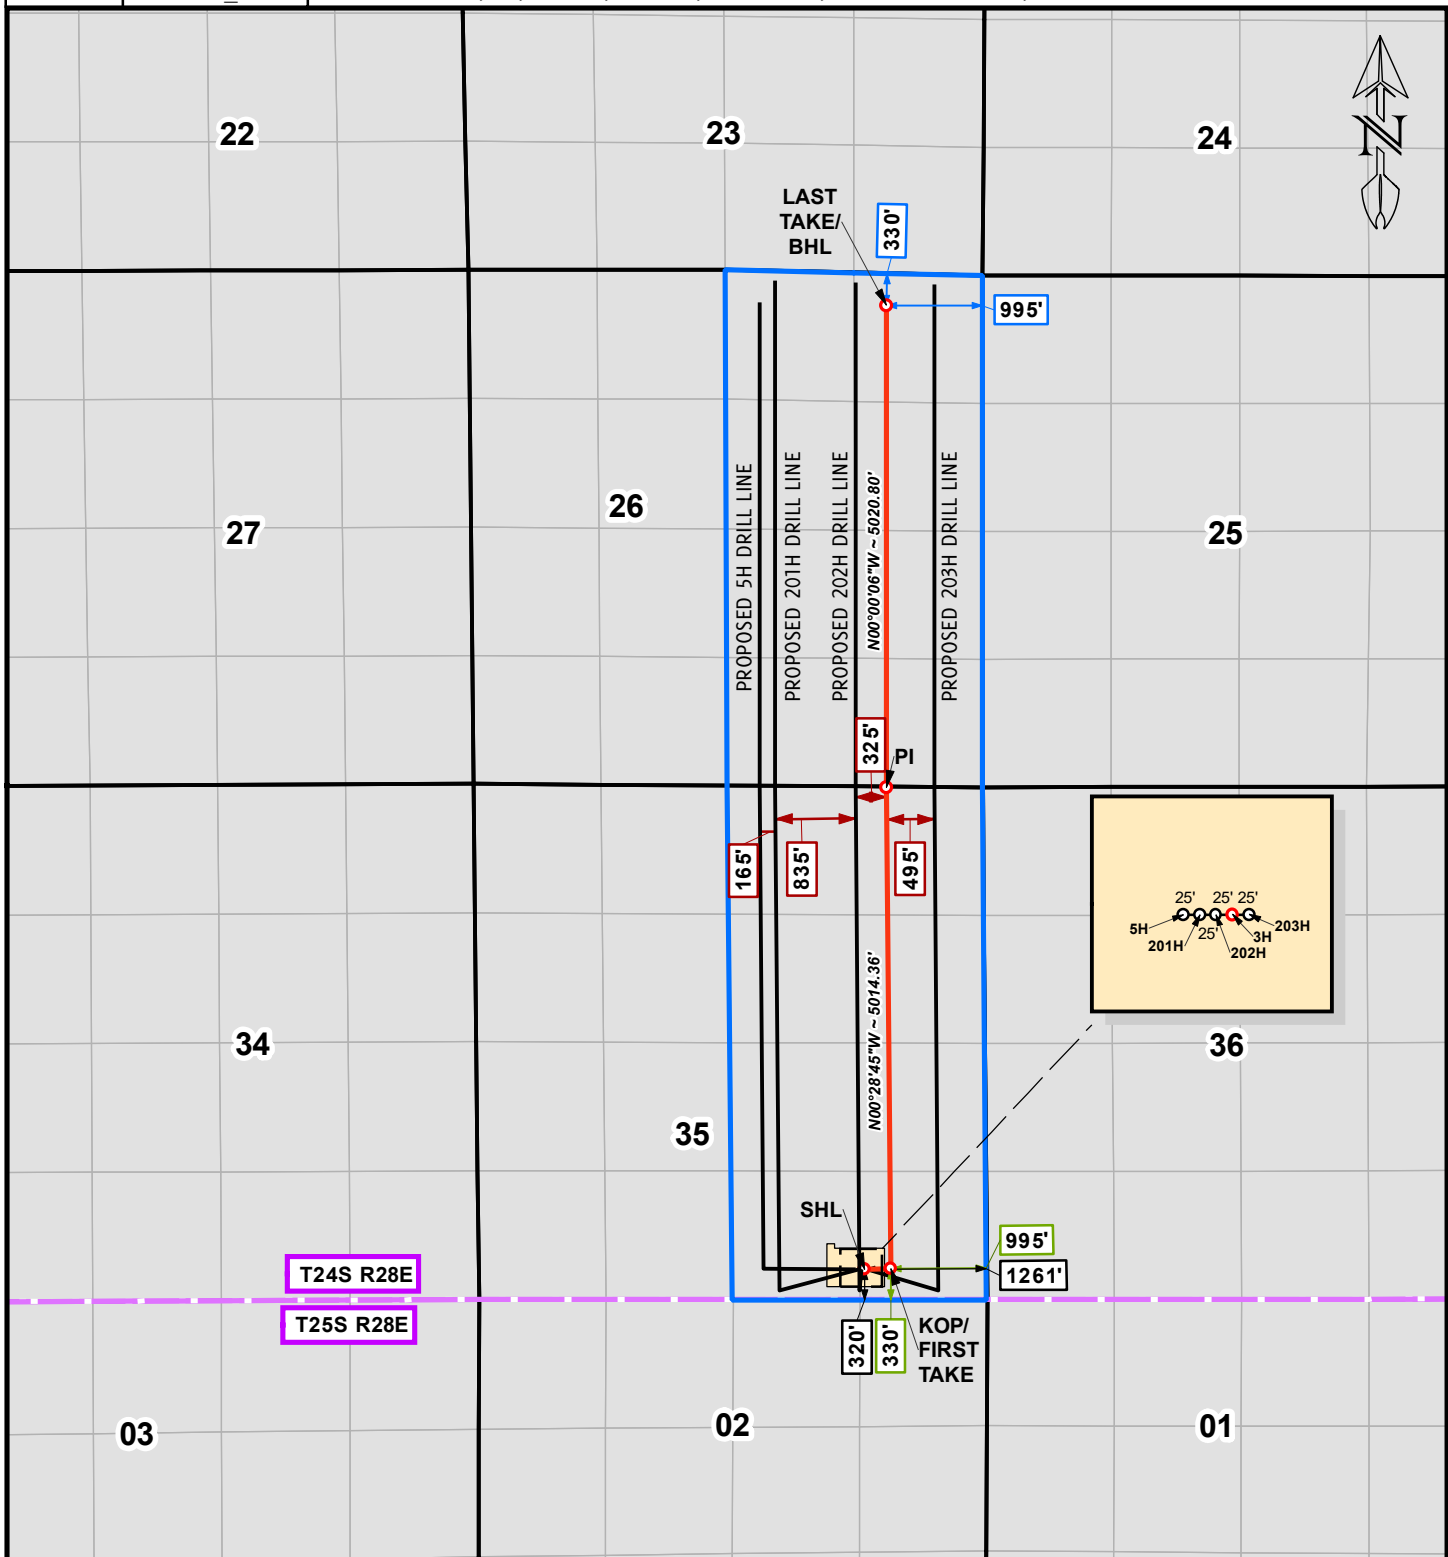 22
23
24
N
LAST
TAKE/
BHL
330'
995'
26
27
25
PROPOSED 5H DRILL LINE
PROPOSED 201H DRILL LINE
PROPOSED 202H DRILL LINE
N00°00'06"W ~ 5020.80'
PROPOSED 203H DRILL LINE
325'
PI
165'
835'
495'
25'
25'
25'
5H
201H
25'
202H
3H
203H
N00°28'45"W ~ 5014.36'
34
36
35
SHL
995'
1261'
T24S R28E
T25S R28E
320'
330'
KOP/
FIRST
TAKE
03
02
01